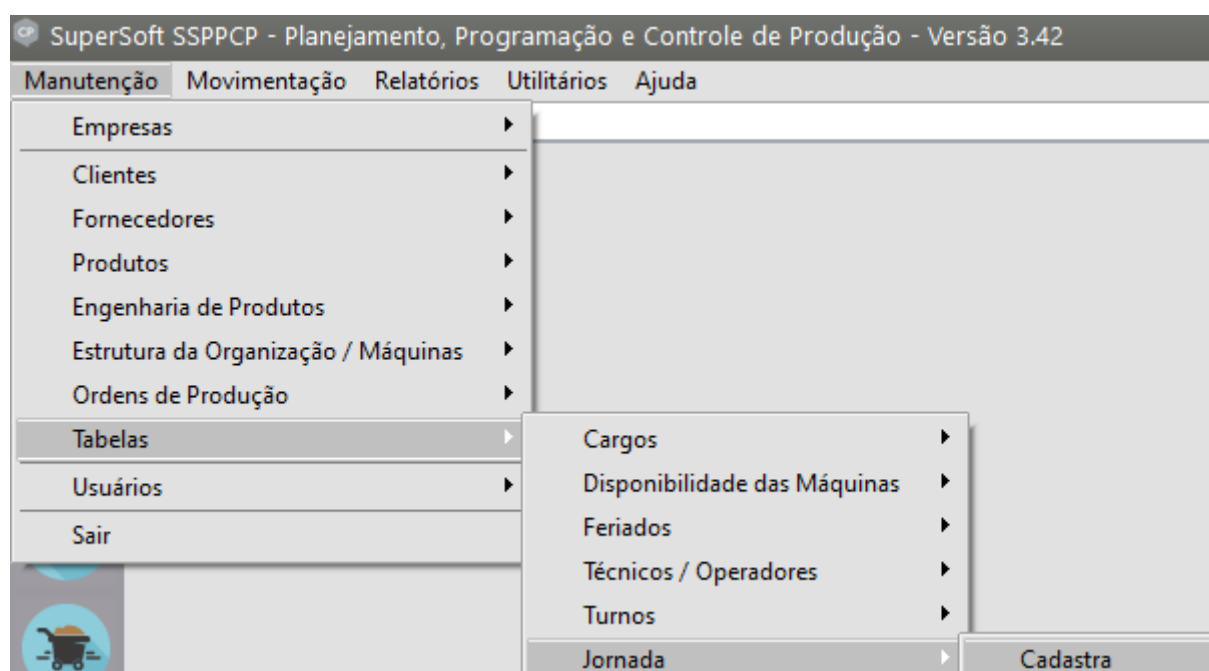 SuperSoft SSPPCP - Planejamento, Programação e Controle de Produção - Versão 3.42
Manutenção Movimentação Relatórios Utilitários Ajuda
Empresas
Clientes
Fornecedores
Produtos
Engenharia de Produtos
Estrutura da Organização / Máquinas
Ordens de Produção
Tabelas
Usuários
Sair
Cargos
Disponibilidade das Máquinas
Feriados
Técnicos / Operadores
Turnos
Jornada
Cadastra